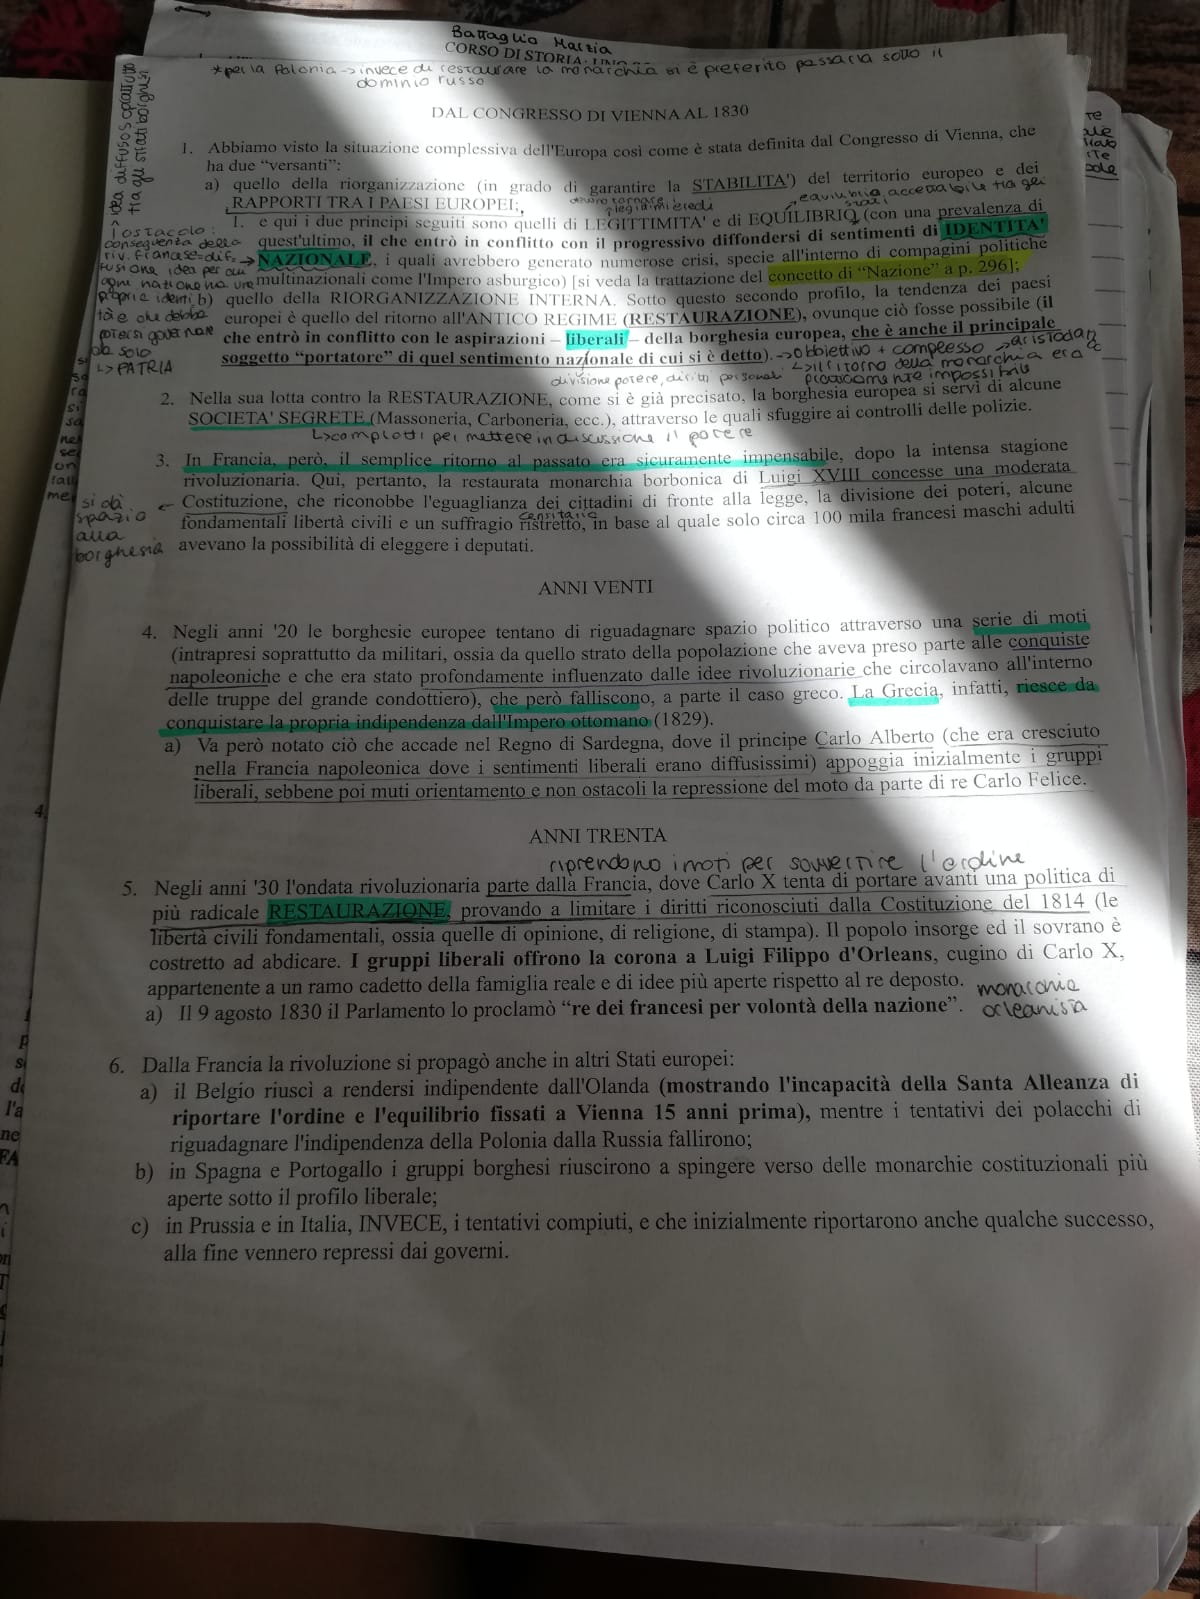 Battaglio Mattia
CORSO DI STORIA:
*per la Polonia → invece di restaurare la monarchia si è preferito passarla sotto il
dominio russo
DAL CONGRESSO DI VIENNA AL 1830
1. Abbiamo visto la situazione complessiva dell'Europa così come è stata definita dal Congresso di Vienna, che
ha due “versanti”:
a) quello della riorganizzazione (in grado di garantire la STABILITA') del territorio europeo e dei
RAPPORTI TRA I PAESI EUROPEI;
devono tornare
i legittimi eredi
equilibrio accettabile tra gli
stati
1. e qui i due principi seguiti sono quelli di LEGITTIMITA' e di EQUILIBRIO (con una prevalenza di
quest'ultimo, il che entrò in conflitto con il progressivo diffondersi di sentimenti di IDENTITA'
NAZIONALE, i quali avrebbero generato numerose crisi, specie all'interno di compagini politiche
multinazionali come l'Impero asburgico) [si veda la trattazione del concetto di “Nazione” a p. 296];
b) quello della RIORGANIZZAZIONE INTERNA. Sotto questo secondo profilo, la tendenza dei paesi
europei è quello del ritorno all'ANTICO REGIME (RESTAURAZIONE), ovunque ciò fosse possibile (il
che entrò in conflitto con le aspirazioni – liberali – della borghesia europea, che è anche il principale
soggetto “portatore” di quel sentimento nazionale di cui si è detto).
→ obbiettivo + complesso
↳ il ritorno della monarchia era
praticamente impossibile
divisione potere, diritti personali
idea diffuso soprattutto
tra gli strati borghesi
ostacolo:
conseguenza della
riv. francese = dif-
fusione idea per cui
ogni nazione ha una
propria identi
tà e che debba
potersi governare
da sola
↳ PATRIA
2. Nella sua lotta contro la RESTAURAZIONE, come si è già precisato, la borghesia europea si servì di alcune
SOCIETA' SEGRETE (Massoneria, Carboneria, ecc.), attraverso le quali sfuggire ai controlli delle polizie.
↳ complotti per mettere in discussione il potere
3. In Francia, però, il semplice ritorno al passato era sicuramente impensabile, dopo la intensa stagione
rivoluzionaria. Qui, pertanto, la restaurata monarchia borbonica di Luigi XVIII concesse una moderata
Costituzione, che riconobbe l'eguaglianza dei cittadini di fronte alla legge, la divisione dei poteri, alcune
censitario
fondamentali libertà civili e un suffragio ristretto, in base al quale solo circa 100 mila francesi maschi adulti
avevano la possibilità di eleggere i deputati.
si dà
spazio
alla
borghesia
ANNI VENTI
4. Negli anni '20 le borghesie europee tentano di riguadagnare spazio politico attraverso una serie di moti
(intrapresi soprattutto da militari, ossia da quello strato della popolazione che aveva preso parte alle conquiste
napoleoniche e che era stato profondamente influenzato dalle idee rivoluzionarie che circolavano all'interno
delle truppe del grande condottiero), che però falliscono, a parte il caso greco. La Grecia, infatti, riesce da
conquistare la propria indipendenza dall'Impero ottomano (1829).
a) Va però notato ciò che accade nel Regno di Sardegna, dove il principe Carlo Alberto (che era cresciuto
nella Francia napoleonica dove i sentimenti liberali erano diffusissimi) appoggia inizialmente i gruppi
liberali, sebbene poi muti orientamento e non ostacoli la repressione del moto da parte di re Carlo Felice.
ANNI TRENTA
riprendono i moti per sovvertire l'ordine
5. Negli anni '30 l'ondata rivoluzionaria parte dalla Francia, dove Carlo X tenta di portare avanti una politica di
più radicale RESTAURAZIONE, provando a limitare i diritti riconosciuti dalla Costituzione del 1814 (le
libertà civili fondamentali, ossia quelle di opinione, di religione, di stampa). Il popolo insorge ed il sovrano è
costretto ad abdicare. I gruppi liberali offrono la corona a Luigi Filippo d'Orleans, cugino di Carlo X,
appartenente a un ramo cadetto della famiglia reale e di idee più aperte rispetto al re deposto.
a) Il 9 agosto 1830 il Parlamento lo proclamò “re dei francesi per volontà della nazione”.
monarchia
orleanista
6. Dalla Francia la rivoluzione si propagò anche in altri Stati europei:
a) il Belgio riuscì a rendersi indipendente dall'Olanda (mostrando l'incapacità della Santa Alleanza di
riportare l'ordine e l'equilibrio fissati a Vienna 15 anni prima), mentre i tentativi dei polacchi di
riguadagnare l'indipendenza della Polonia dalla Russia fallirono;
b) in Spagna e Portogallo i gruppi borghesi riuscirono a spingere verso delle monarchie costituzionali più
aperte sotto il profilo liberale;
c) in Prussia e in Italia, INVECE, i tentativi compiuti, e che inizialmente riportarono anche qualche successo,
alla fine vennero repressi dai governi.